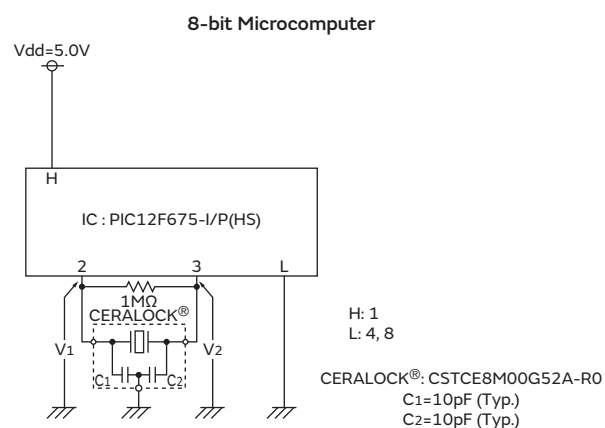 8-bit Microcomputer
Vdd=5.0V
H
IC : PIC12F675-I/P(HS)
2 3 L
1MΩ
CERALOCK®
V1 V2
C1 C2
H: 1
L: 4, 8
CERALOCK®: CSTCE8M00G52A-R0
C1=10pF (Typ.)
C2=10pF (Typ.)